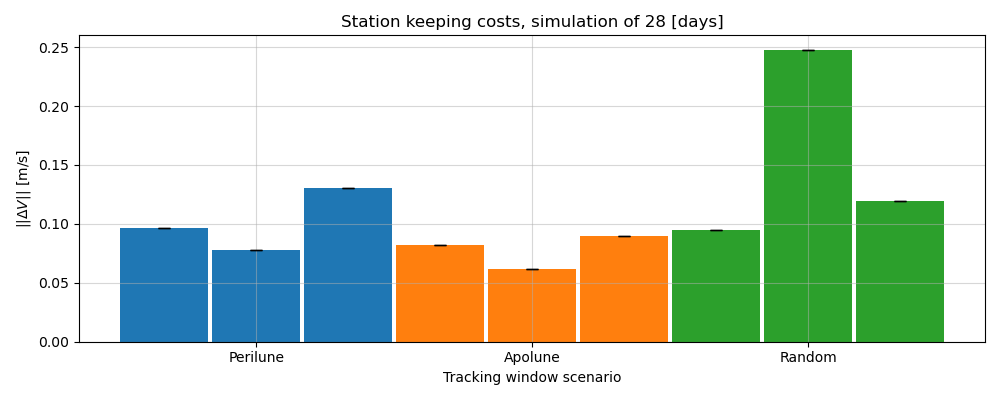 Station keeping costs, simulation of 28 [days]
||ΔV|| [m/s]
0.25
0.20
0.15
0.10
0.05
0.00
Perilune Apolune Random
Tracking window scenario